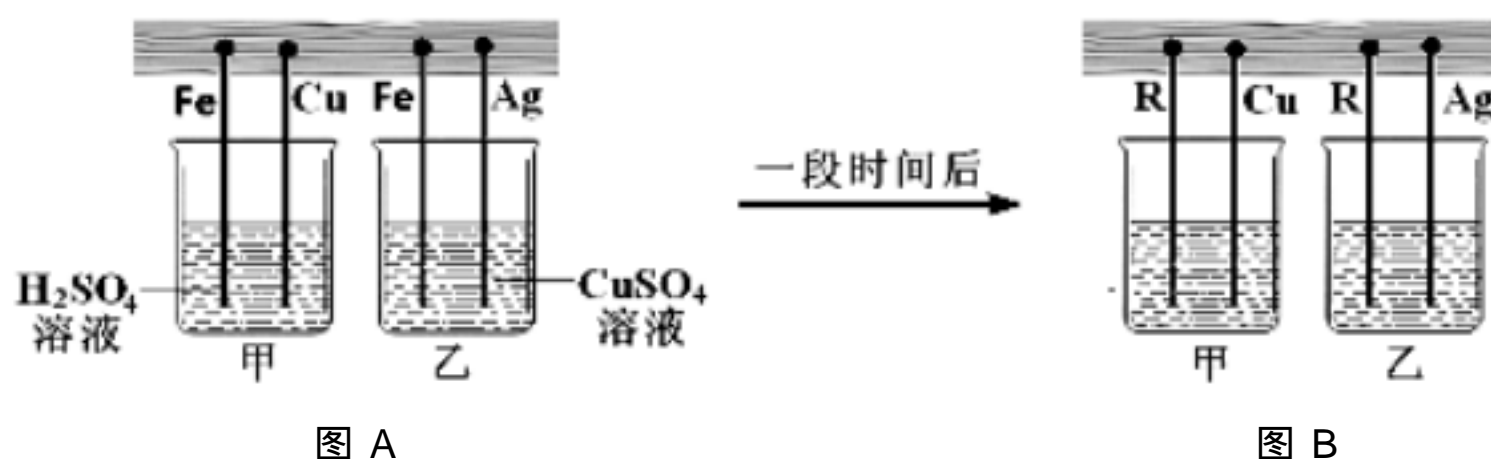 Fe Cu Fe Ag
H₂SO₄
溶液
CuSO₄
溶液
甲 乙
图 A
一段时间后
R Cu R Ag
甲 乙
图 B